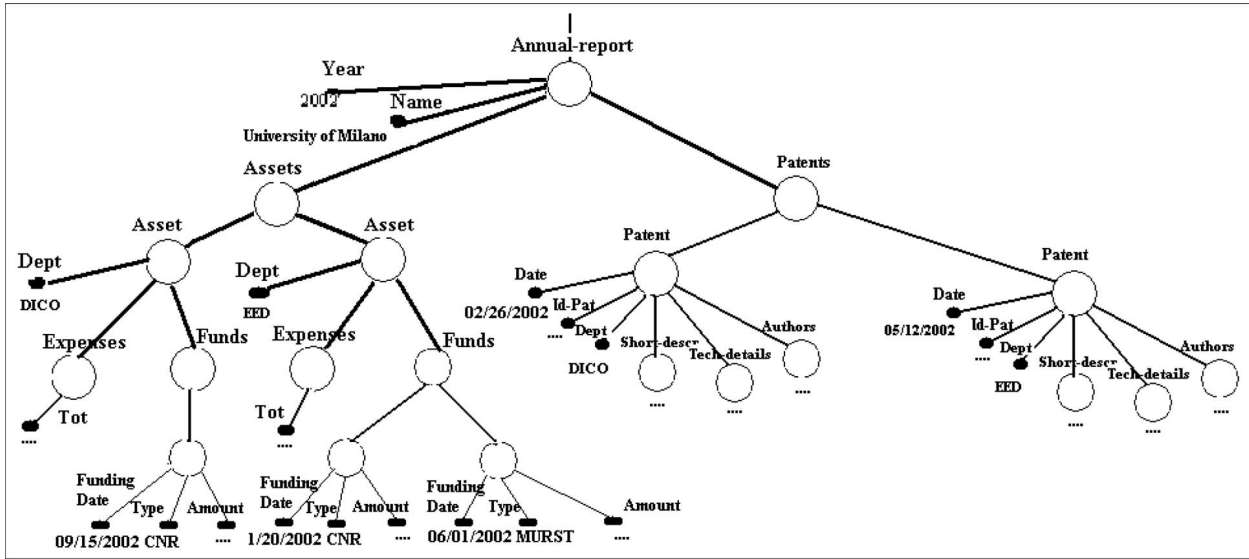 Annual-report
Year
2002
Name
University of Milano
Assets
Patents
Asset
Asset
Patent
Patent
Dept
DICO
Dept
EED
Date
02/26/2002
Id-Pat
....
Dept
DICO
Short-descr
....
Tech-details
....
Authors
....
Date
05/12/2002
Id-Pat
....
Dept
EED
Short-descr
....
Tech-details
....
Authors
....
Expenses
Funds
Expenses
Funds
Tot
....
Tot
....
Funding
Date
Type
Amount
09/15/2002 CNR
....
Funding
Date
Type
Amount
1/20/2002 CNR
....
Funding
Date
Type
Amount
06/01/2002 MURST
....